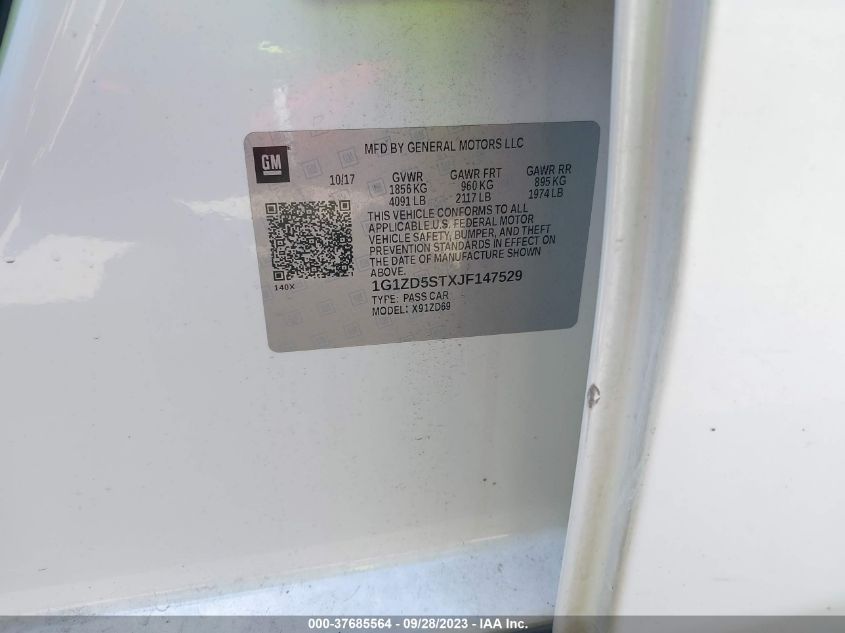 MFD BY GENERAL MOTORS LLC
GM
10/17 GVWR GAWR FRT GAWR RR
1856 KG 960 KG 895 KG
4091 LB 2117 LB 1974 LB
THIS VEHICLE CONFORMS TO ALL
APPLICABLE U.S. FEDERAL MOTOR
VEHICLE SAFETY, BUMPER, AND THEFT
PREVENTION STANDARDS IN EFFECT ON
THE DATE OF MANUFACTURE SHOWN
ABOVE.
140X
1G1ZD5STXJF147529
TYPE: PASS CAR
MODEL: X91ZD69
000-37685564 - 09/28/2023 - IAA Inc.